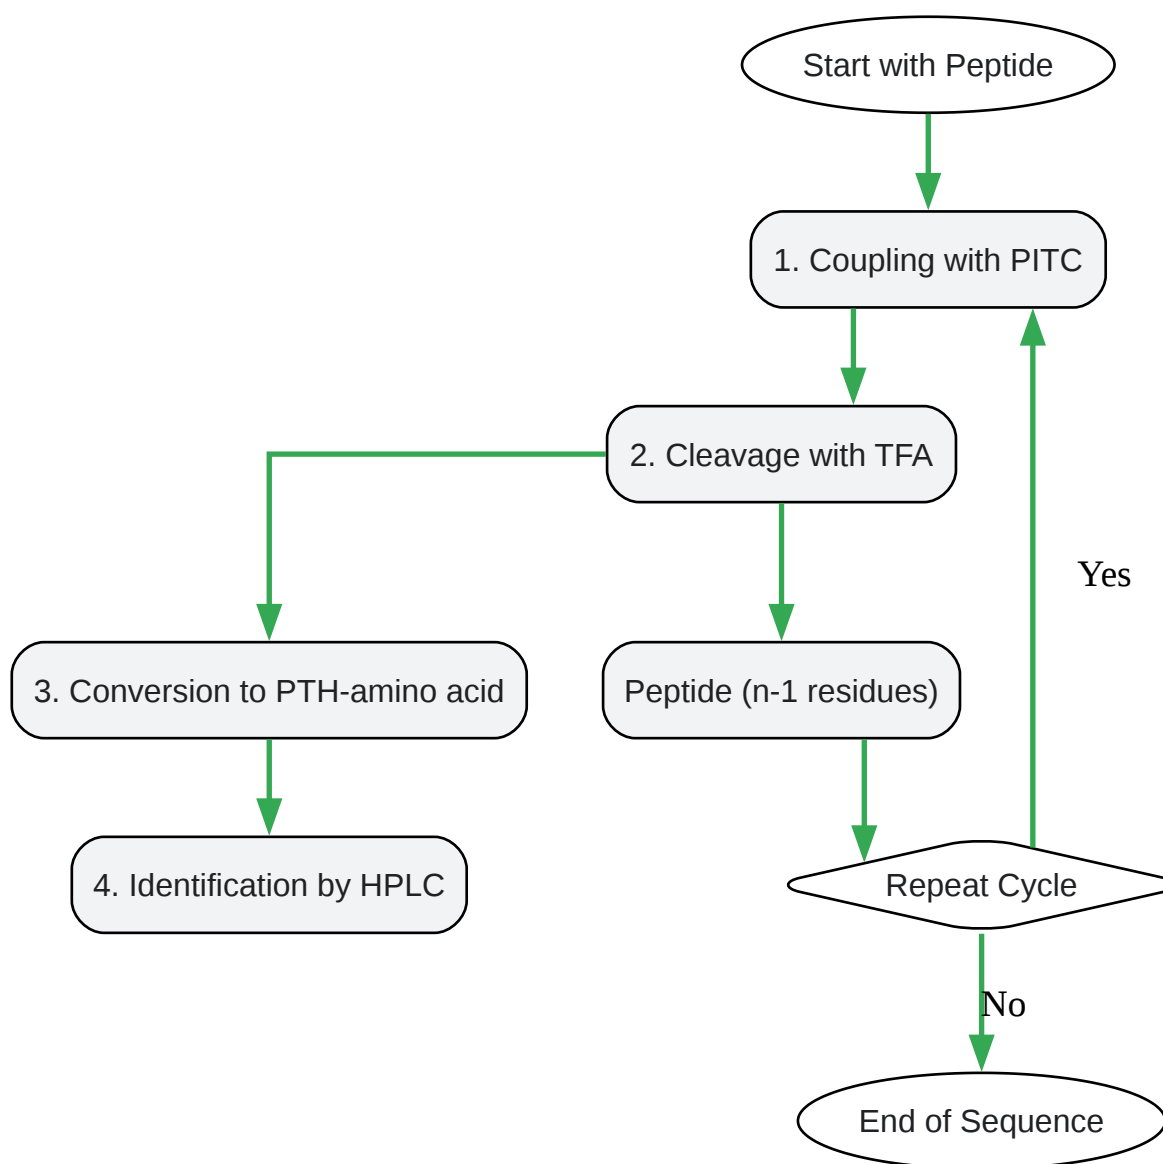 Start with Peptide
1. Coupling with PITC
2. Cleavage with TFA
Yes
3. Conversion to PTH-amino acid
Peptide (n-1 residues)
4. Identification by HPLC
Repeat Cycle
No
End of Sequence